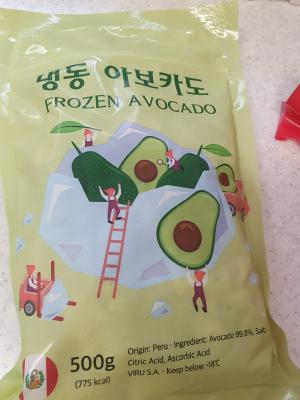 냉동 아보카도
FROZEN AVOCADO
500g
(775 kcal)
Origin: Peru · Ingredient: Avocado 99.8%, Salt
Citric Acid, Ascorbic Acid
VIRU S.A. · Keep below -18℃